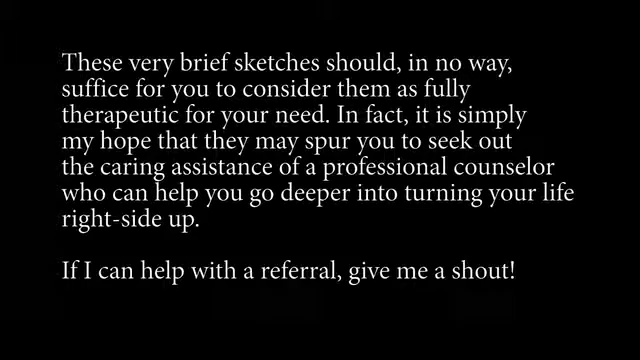 These very brief sketches should, in no way,
suffice for you to consider them as fully
therapeutic for your need. In fact, it is simply
my hope that they may spur you to seek out
the caring assistance of a professional counselor
who can help you go deeper into turning your life
right-side up.
If I can help with a referral, give me a shout!